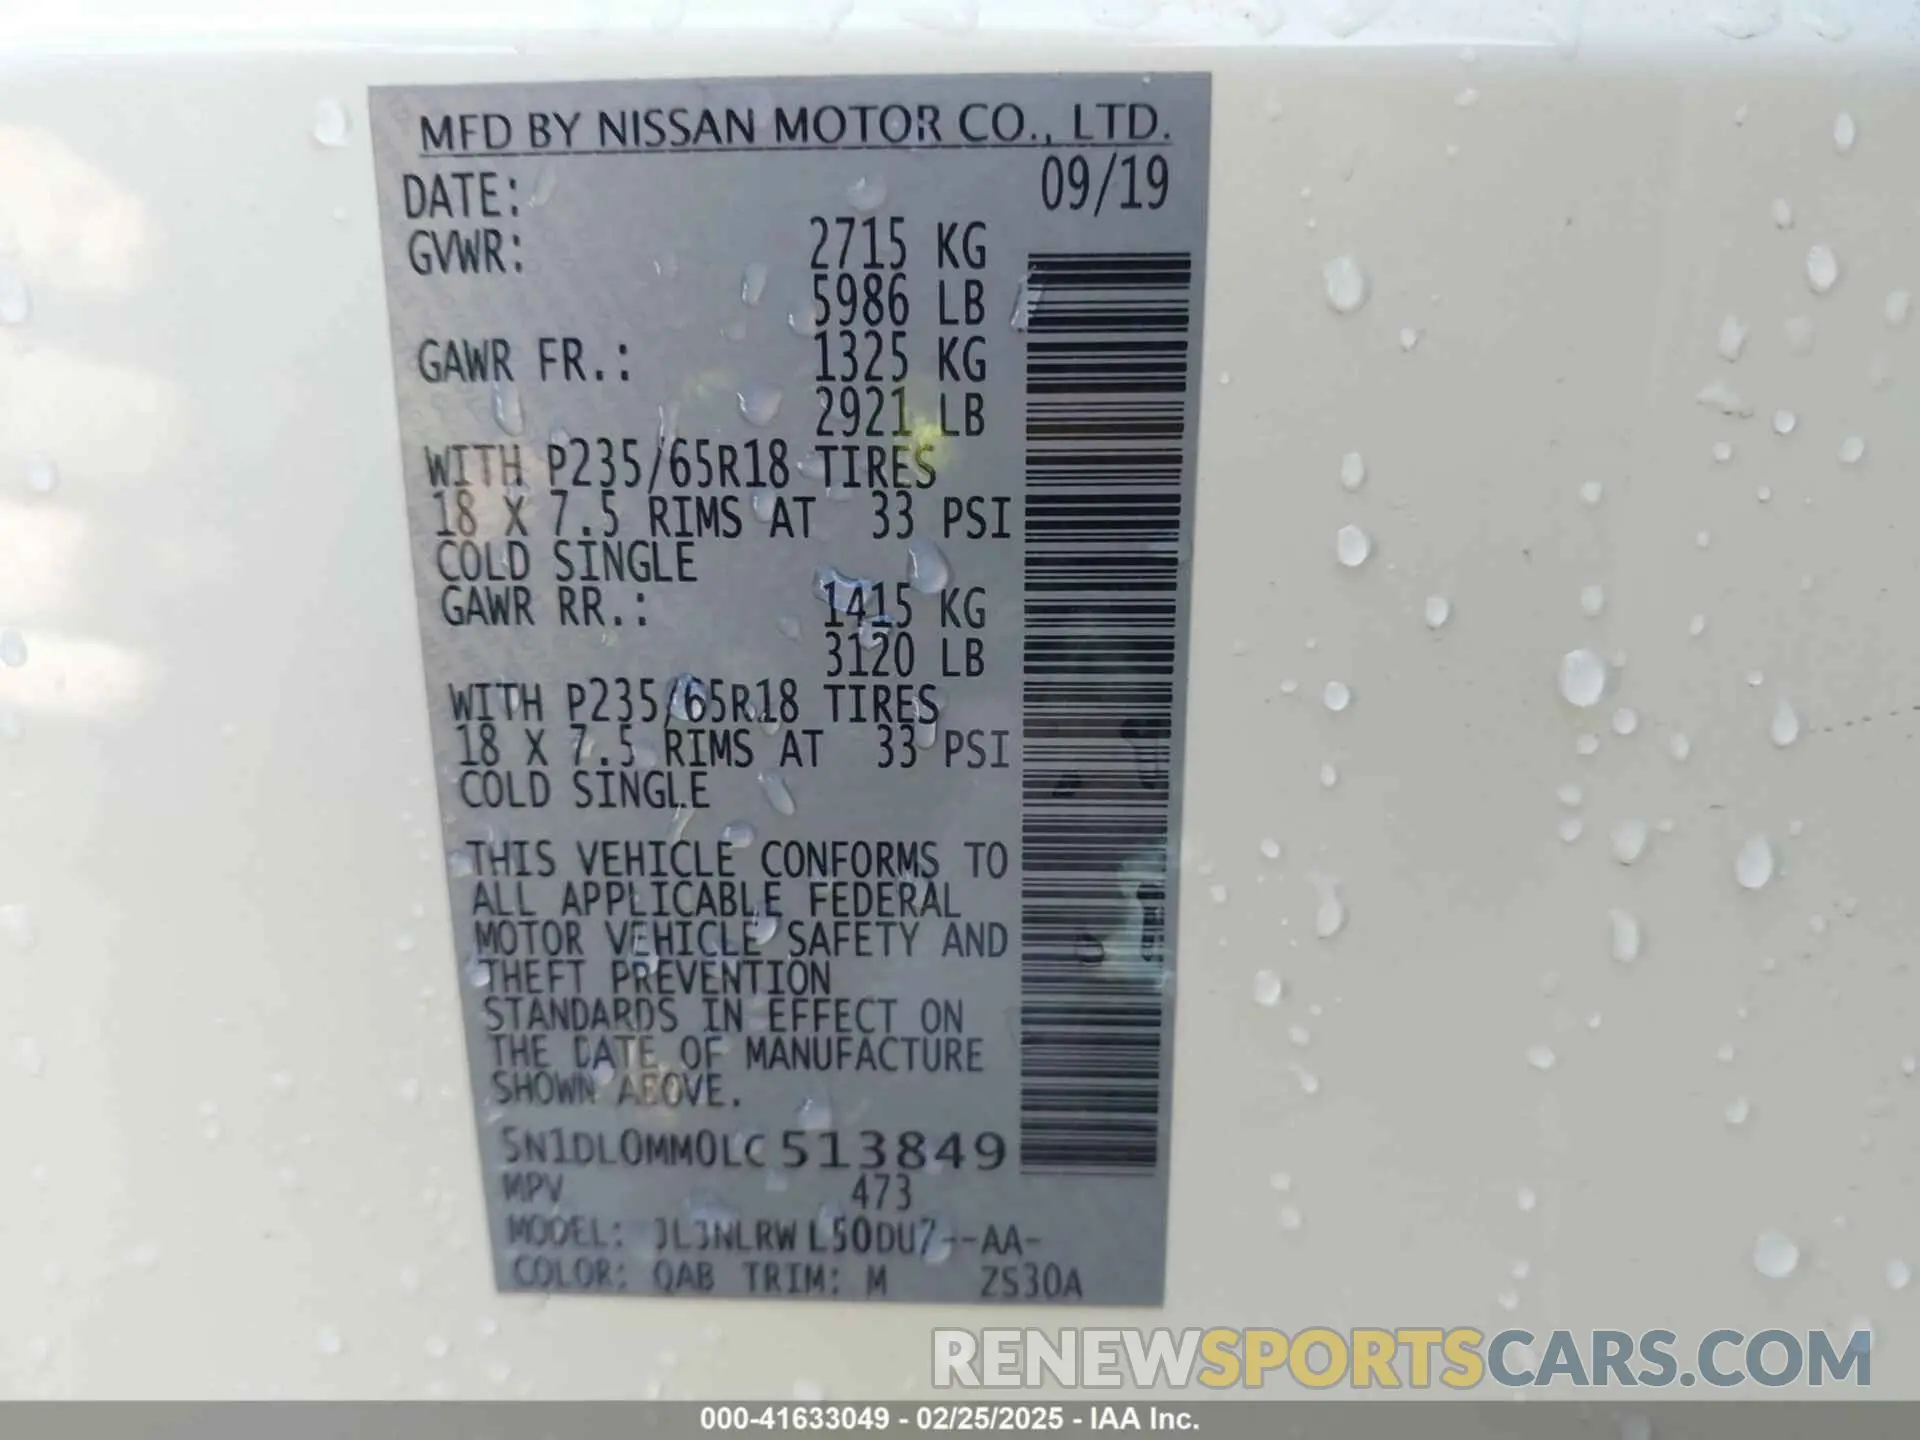 MFD BY NISSAN MOTOR CO., LTD.
DATE: 09/19
GVWR: 2715 KG
5986 LB
GAWR FR.: 1325 KG
2921 LB
WITH P235/65R18 TIRES
18 X 7.5 RIMS AT 33 PSI
COLD SINGLE
GAWR RR.: 1415 KG
3120 LB
WITH P235/65R18 TIRES
18 X 7.5 RIMS AT 33 PSI
COLD SINGLE
THIS VEHICLE CONFORMS TO
ALL APPLICABLE FEDERAL
MOTOR VEHICLE SAFETY AND
THEFT PREVENTION
STANDARDS IN EFFECT ON
THE DATE OF MANUFACTURE
SHOWN ABOVE.
5N1DL0MM0LC513849
MPV 473
MODEL: JLJNLRW L50DU7--AA-
COLOR: QAB TRIM: M ZS30A
RENEWSPORTSCARS.COM
000-41633049 - 02/25/2025 - IAA Inc.